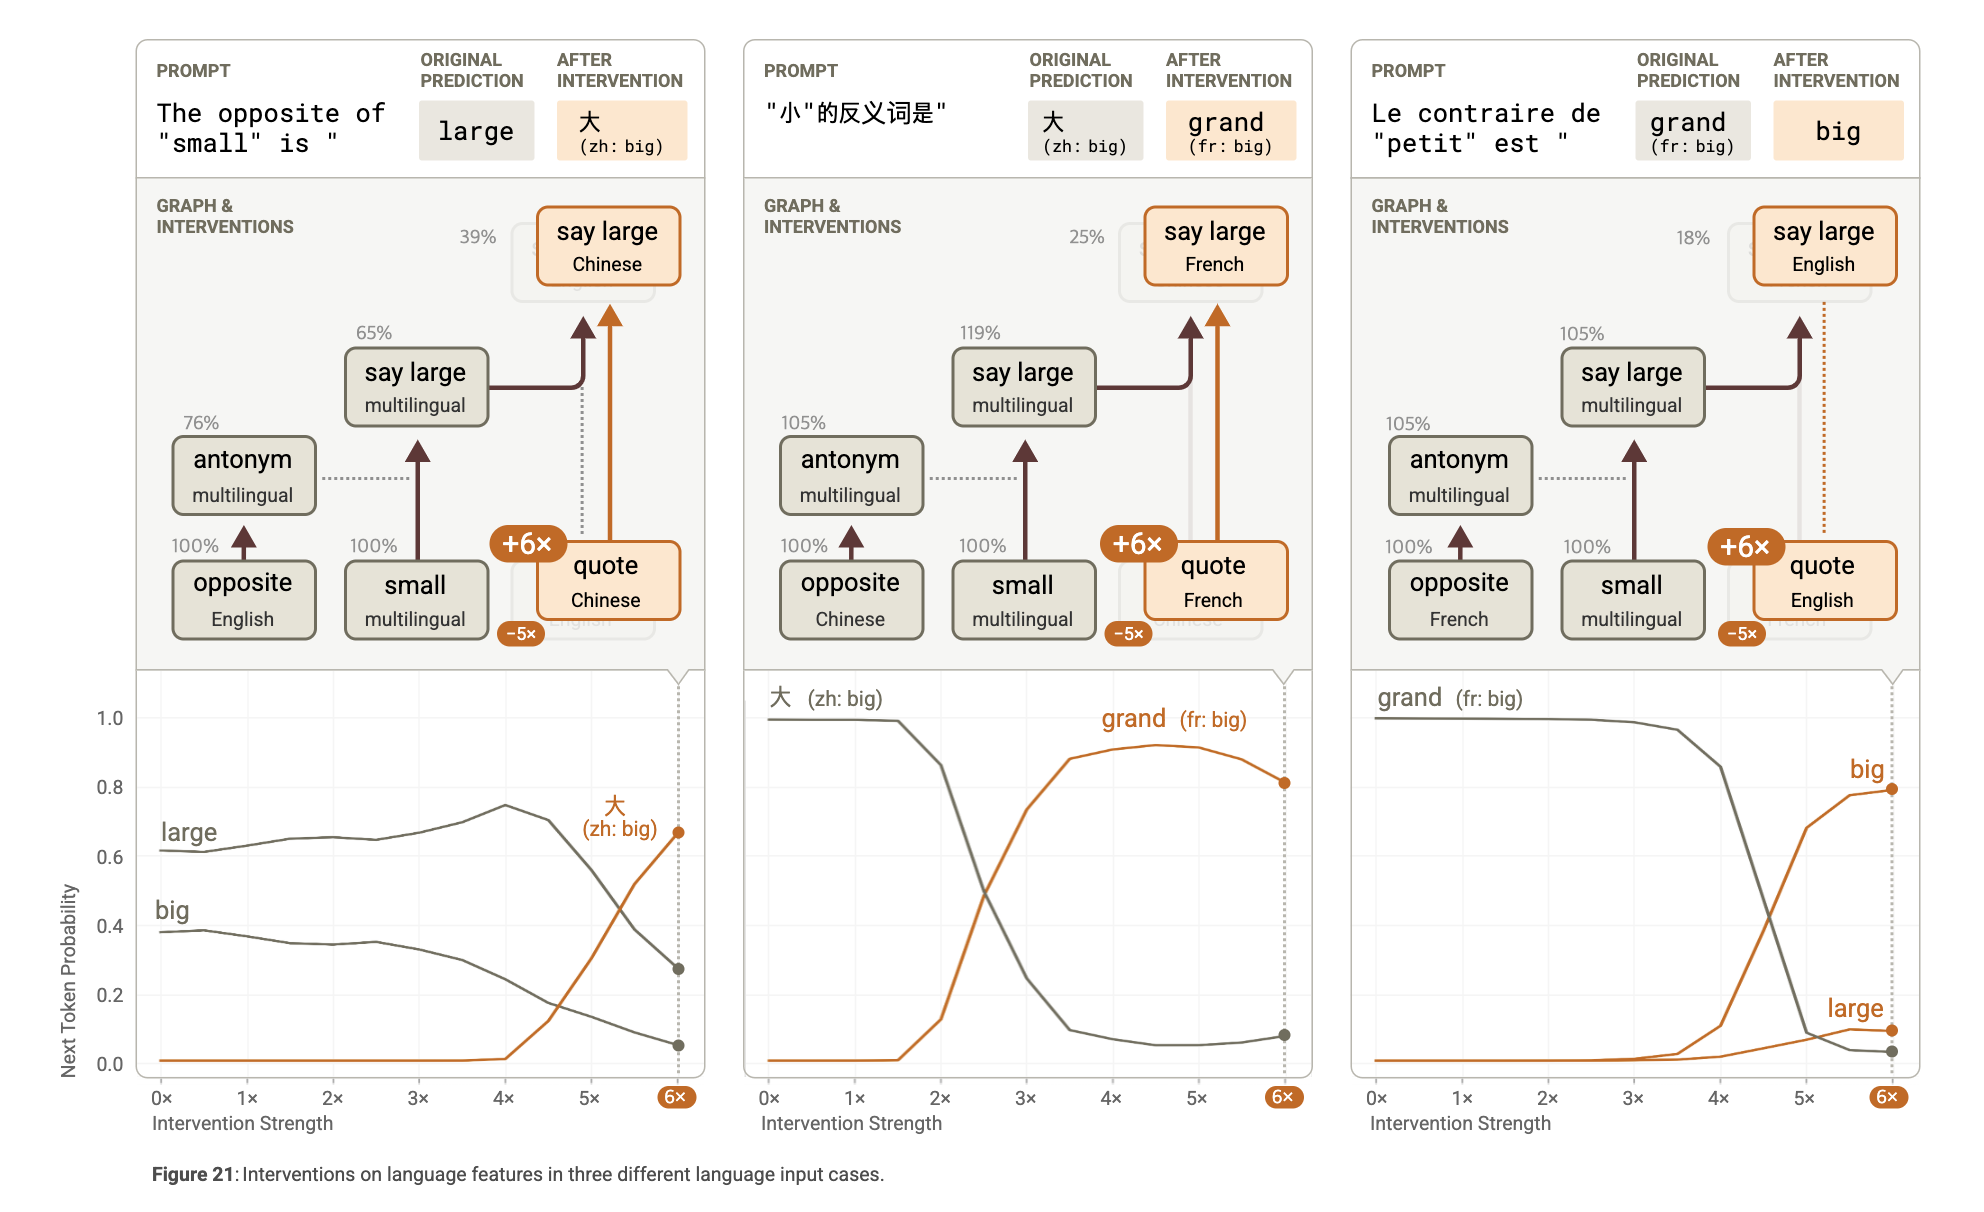 PROMPT
ORIGINAL
PREDICTION
AFTER
INTERVENTION
The opposite of
"small" is "
large
大
(zh: big)
GRAPH &
INTERVENTIONS
39%
say large
Chinese
65%
say large
multilingual
76%
antonym
multilingual
100%
opposite
English
100%
small
multilingual
+6×
quote
Chinese
−5×
English
PROMPT
ORIGINAL
PREDICTION
AFTER
INTERVENTION
"小"的反义词是"
大
(zh: big)
grand
(fr: big)
GRAPH &
INTERVENTIONS
25%
say large
French
119%
say large
multilingual
105%
antonym
multilingual
100%
opposite
Chinese
100%
small
multilingual
+6×
quote
French
−5×
Chinese
PROMPT
ORIGINAL
PREDICTION
AFTER
INTERVENTION
Le contraire de
"petit" est "
grand
(fr: big)
big
GRAPH &
INTERVENTIONS
18%
say large
English
105%
say large
multilingual
105%
antonym
multilingual
100%
opposite
French
100%
small
multilingual
+6×
quote
English
−5×
French
Next Token Probability
1.0
0.8
0.6
0.4
0.2
0.0
large
big
大
(zh: big)
0× 1× 2× 3× 4× 5× 6×
Intervention Strength
大 (zh: big)
grand (fr: big)
0× 1× 2× 3× 4× 5× 6×
Intervention Strength
grand (fr: big)
big
large
0× 1× 2× 3× 4× 5× 6×
Intervention Strength
Figure 21: Interventions on language features in three different language input cases.